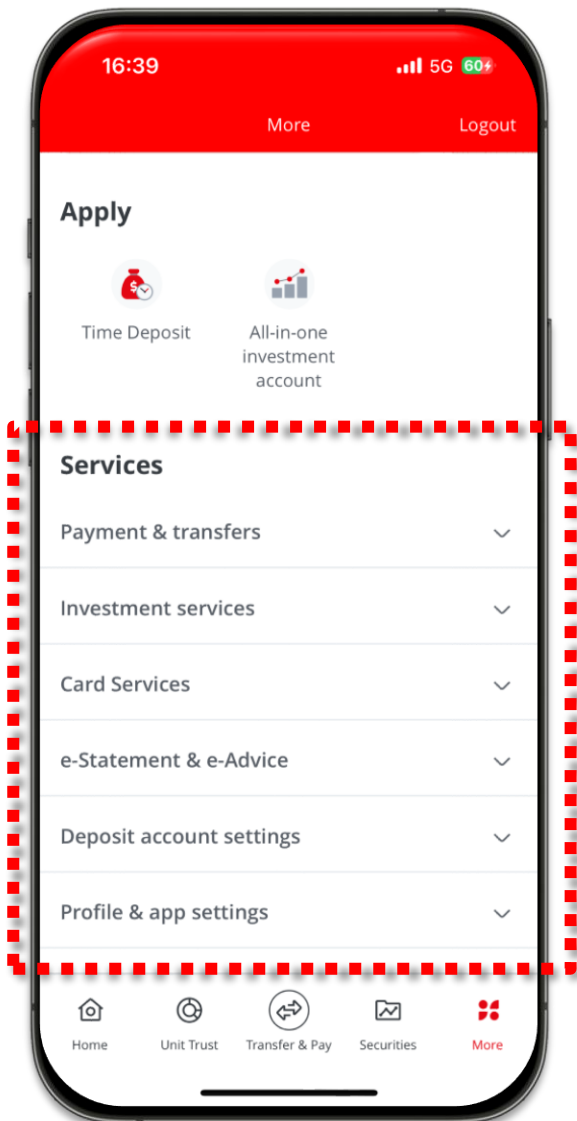 16:39
5G 60
More
Logout
Apply
Time Deposit
All-in-one
investment
account
Services
Payment & transfers
Investment services
Card Services
e-Statement & e-Advice
Deposit account settings
Profile & app settings
Home
Unit Trust
Transfer & Pay
Securities
More